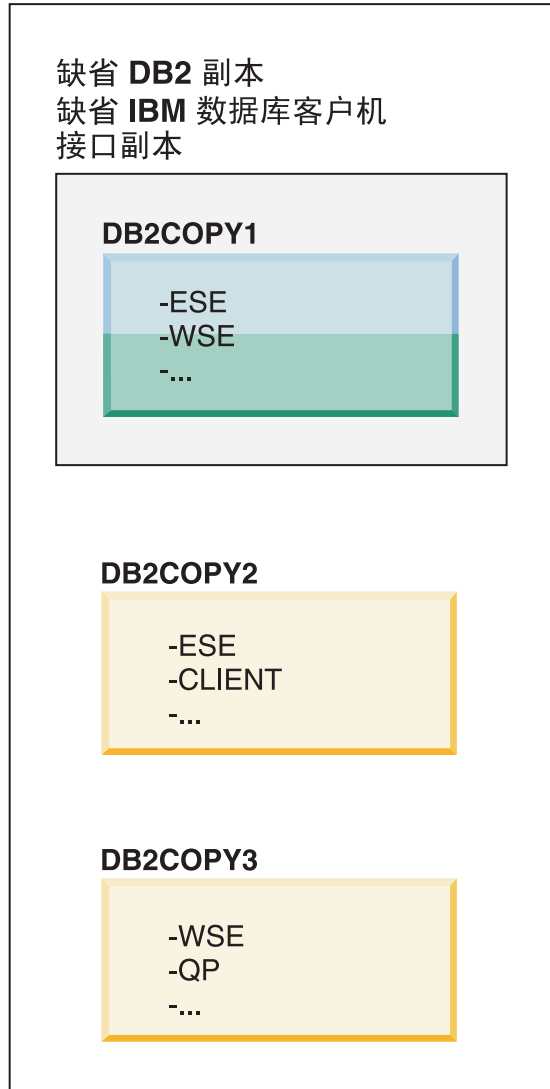 缺省 DB2 副本
缺省 IBM 数据库客户机
接口副本
DB2COPY1
-ESE
-WSE
-...
DB2COPY2
-ESE
-CLIENT
-...
DB2COPY3
-WSE
-QP
-...